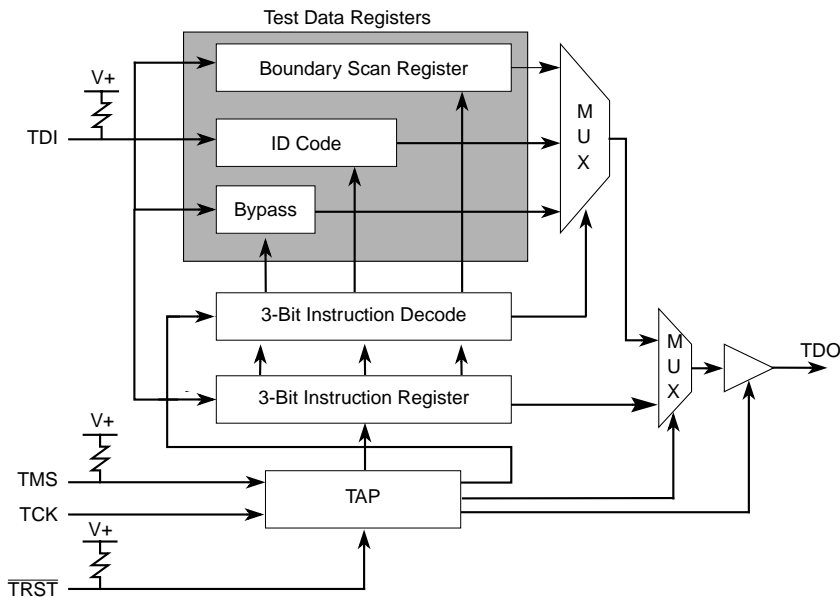 Test Data Registers
Boundary Scan Register
V+
TDI
ID Code
M
U
X
Bypass
3-Bit Instruction Decode
M
U
X
TDO
3-Bit Instruction Register
V+
TMS
TAP
TCK
V+
TRST